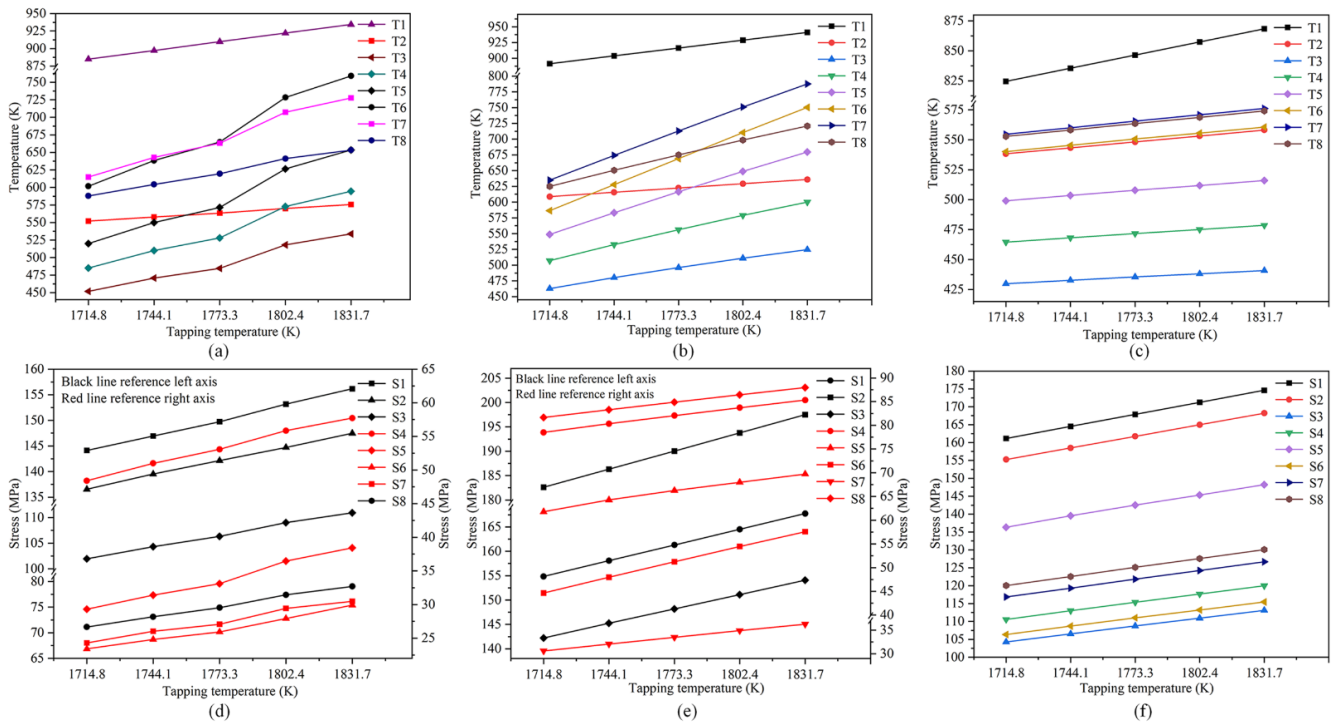 950
925
900
875
750
725
700
675
650
625
600
575
550
525
500
475
450
Temperature (K)
1714.8 1744.1 1773.3 1802.4 1831.7
Tapping temperature (K)
T1
T2
T3
T4
T5
T6
T7
T8
(a)
950
925
900
800
775
750
725
700
675
650
625
600
575
550
525
500
475
450
Temperature (K)
1714.8 1744.1 1773.3 1802.4 1831.7
Tapping temperature (K)
T1
T2
T3
T4
T5
T6
T7
T8
(b)
875
850
825
575
550
525
500
475
450
425
Temperature (K)
1714.8 1744.1 1773.3 1802.4 1831.7
Tapping temperature (K)
T1
T2
T3
T4
T5
T6
T7
T8
(c)
160
155
150
145
140
135
110
105
100
80
75
70
65
Stress (MPa)
Black line reference left axis
Red line reference right axis
65
60
55
50
45
40
35
30
25
Stress (MPa)
1714.8 1744.1 1773.3 1802.4 1831.7
Tapping temperature (K)
S1
S2
S3
S4
S5
S6
S7
S8
(d)
205
200
195
185
180
165
160
155
150
145
140
Stress (MPa)
Black line reference left axis
Red line reference right axis
90
85
80
75
70
65
60
55
50
45
40
35
30
Stress (MPa)
1714.8 1744.1 1773.3 1802.4 1831.7
Tapping temperature (K)
S1
S2
S3
S4
S5
S6
S7
S8
(e)
180
175
170
165
160
155
150
145
140
135
130
125
120
115
110
105
100
Stress (MPa)
1714.8 1744.1 1773.3 1802.4 1831.7
Tapping temperature (K)
S1
S2
S3
S4
S5
S6
S7
S8
(f)